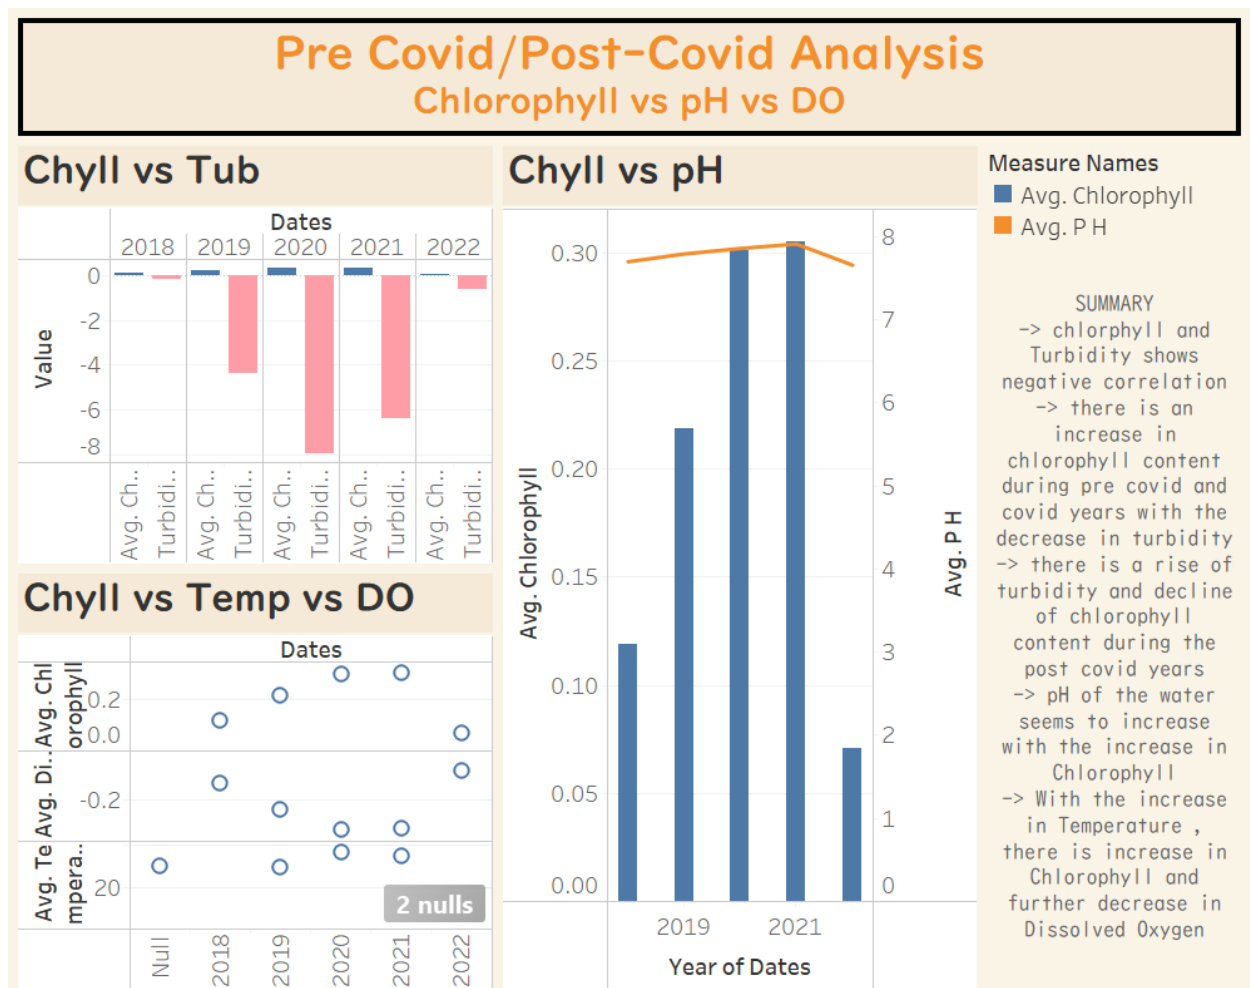 Pre Covid/Post-Covid Analysis
Chlorophyll vs pH vs DO
Chyll vs Tub
Dates
2018 2019 2020 2021 2022
Value
0
-2
-4
-6
-8
Avg. Ch.. Turbidi.. Avg. Ch.. Turbidi.. Avg. Ch.. Turbidi.. Avg. Ch.. Turbidi.. Avg. Ch.. Turbidi..
Chyll vs Temp vs DO
Dates
Avg. Chl
orophyll
0.2
0.0
Avg. Di..
-0.2
Avg. Te
mpera..
20
2 nulls
Null 2018 2019 2020 2021 2022
Chyll vs pH
Avg. Chlorophyll
0.30
0.25
0.20
0.15
0.10
0.05
0.00
8
7
6
5
4
3
2
1
0
Avg. P H
2019 2021
Year of Dates
Measure Names
Avg. Chlorophyll
Avg. P H
SUMMARY
-> chlorphyll and
Turbidity shows
negative correlation
-> there is an
increase in
chlorophyll content
during pre covid and
covid years with the
decrease in turbidity
-> there is a rise of
turbidity and decline
of chlorophyll
content during the
post covid years
-> pH of the water
seems to increase
with the increase in
Chlorophyll
-> With the increase
in Temperature ,
there is increase in
Chlorophyll and
further decrease in
Dissolved Oxygen